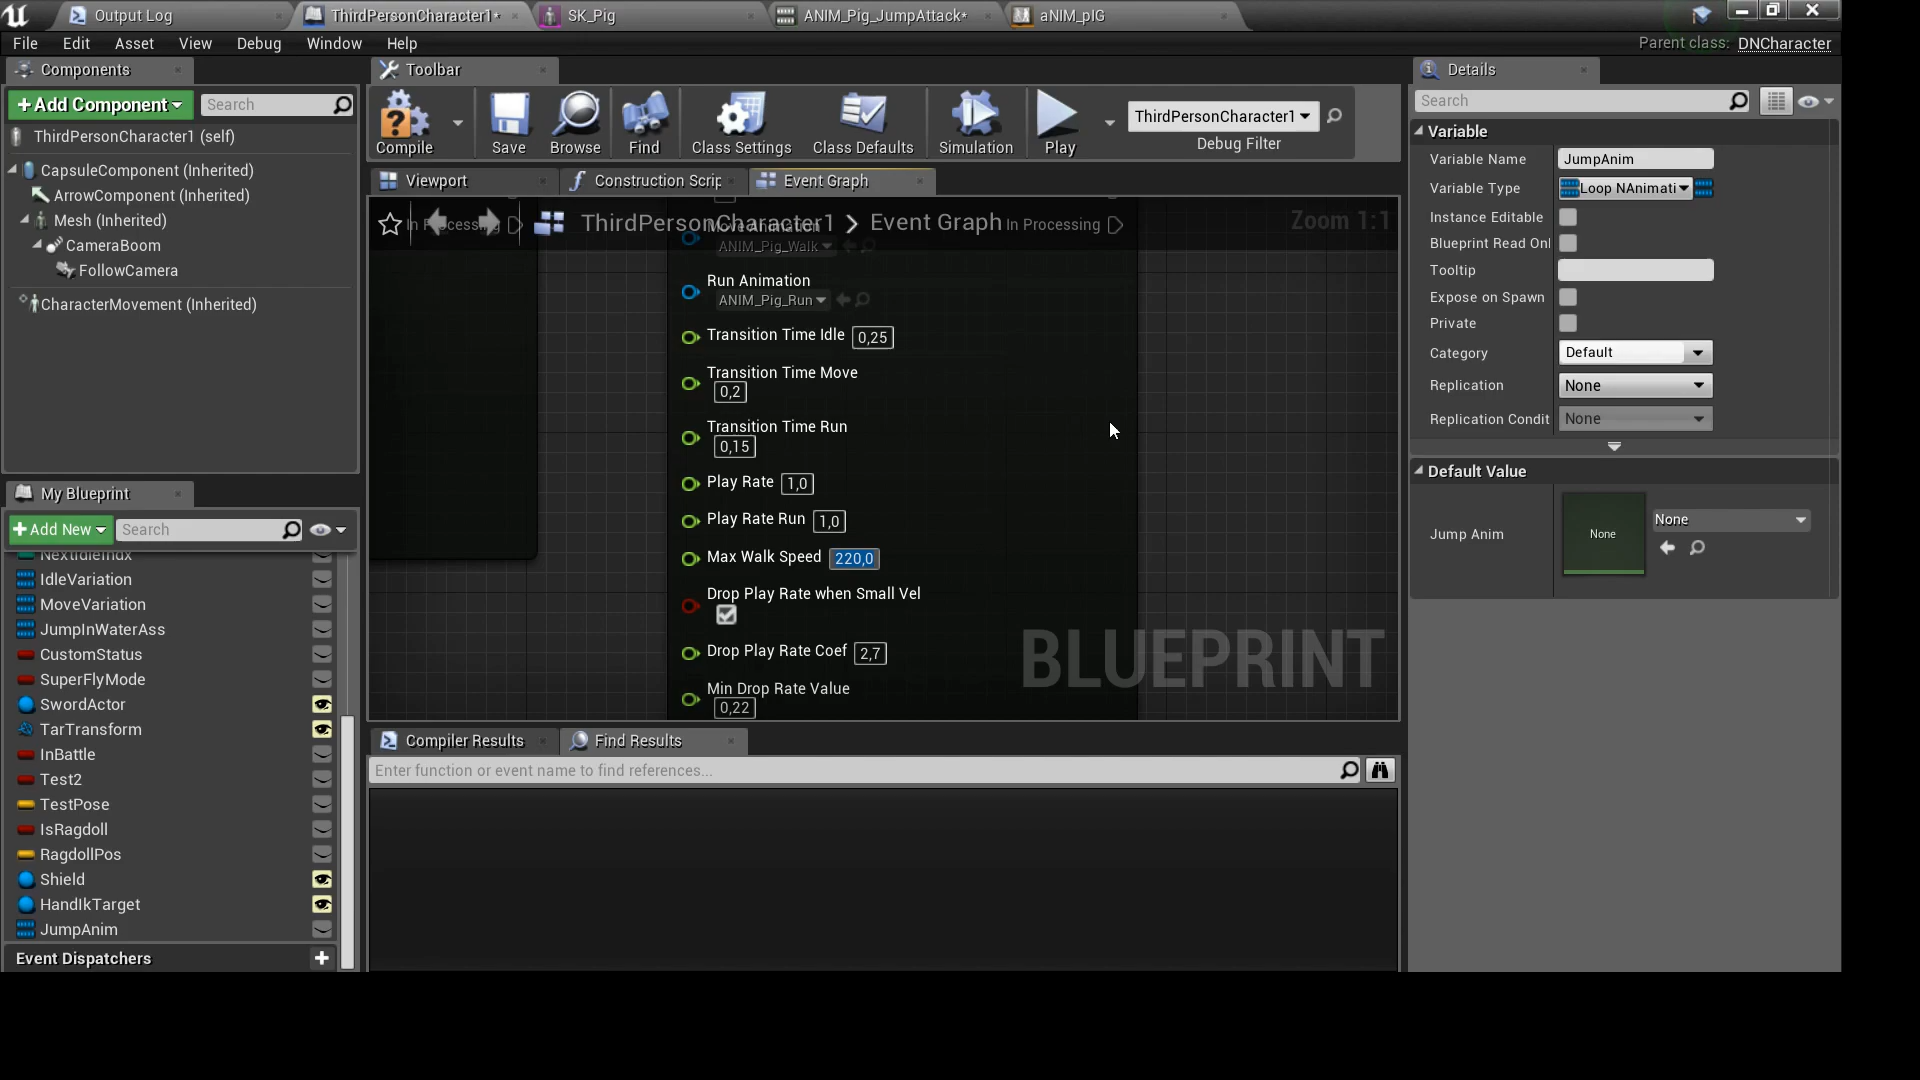 Output Log
ThirdPersonCharacter1*
SK_Pig
ANIM_Pig_JumpAttack*
aNIM_pIG
File Edit Asset View Debug Window Help
Parent class: DNCharacter
Components
+Add Component
Search
ThirdPersonCharacter1 (self)
CapsuleComponent (Inherited)
ArrowComponent (Inherited)
Mesh (Inherited)
CameraBoom
FollowCamera
CharacterMovement (Inherited)
My Blueprint
+Add New
Search
NextIdleIndx
IdleVariation
MoveVariation
JumpInWaterAss
CustomStatus
SuperFlyMode
SwordActor
TarTransform
InBattle
Test2
TestPose
IsRagdoll
RagdollPos
Shield
HandIkTarget
JumpAnim
Event Dispatchers
Toolbar
Compile
Save
Browse
Find
Class Settings
Class Defaults
Simulation
Play
ThirdPersonCharacter1
Debug Filter
Viewport
Construction Scrip
Event Graph
In Processing
ThirdPersonCharacter1 > Event Graph
In Processing
Zoom 1:1
Move Animation
ANIM_Pig_Walk
Run Animation
ANIM_Pig_Run
Transition Time Idle 0,25
Transition Time Move
0,2
Transition Time Run
0,15
Play Rate 1,0
Play Rate Run 1,0
Max Walk Speed 220,0
Drop Play Rate when Small Vel
Drop Play Rate Coef 2,7
Min Drop Rate Value
0,22
BLUEPRINT
Compiler Results
Find Results
Enter function or event name to find references...
Details
Search
Variable
Variable Name JumpAnim
Variable Type Loop NAnimati
Instance Editable
Blueprint Read Onl
Tooltip
Expose on Spawn
Private
Category Default
Replication None
Replication Condit None
Default Value
Jump Anim
None
None